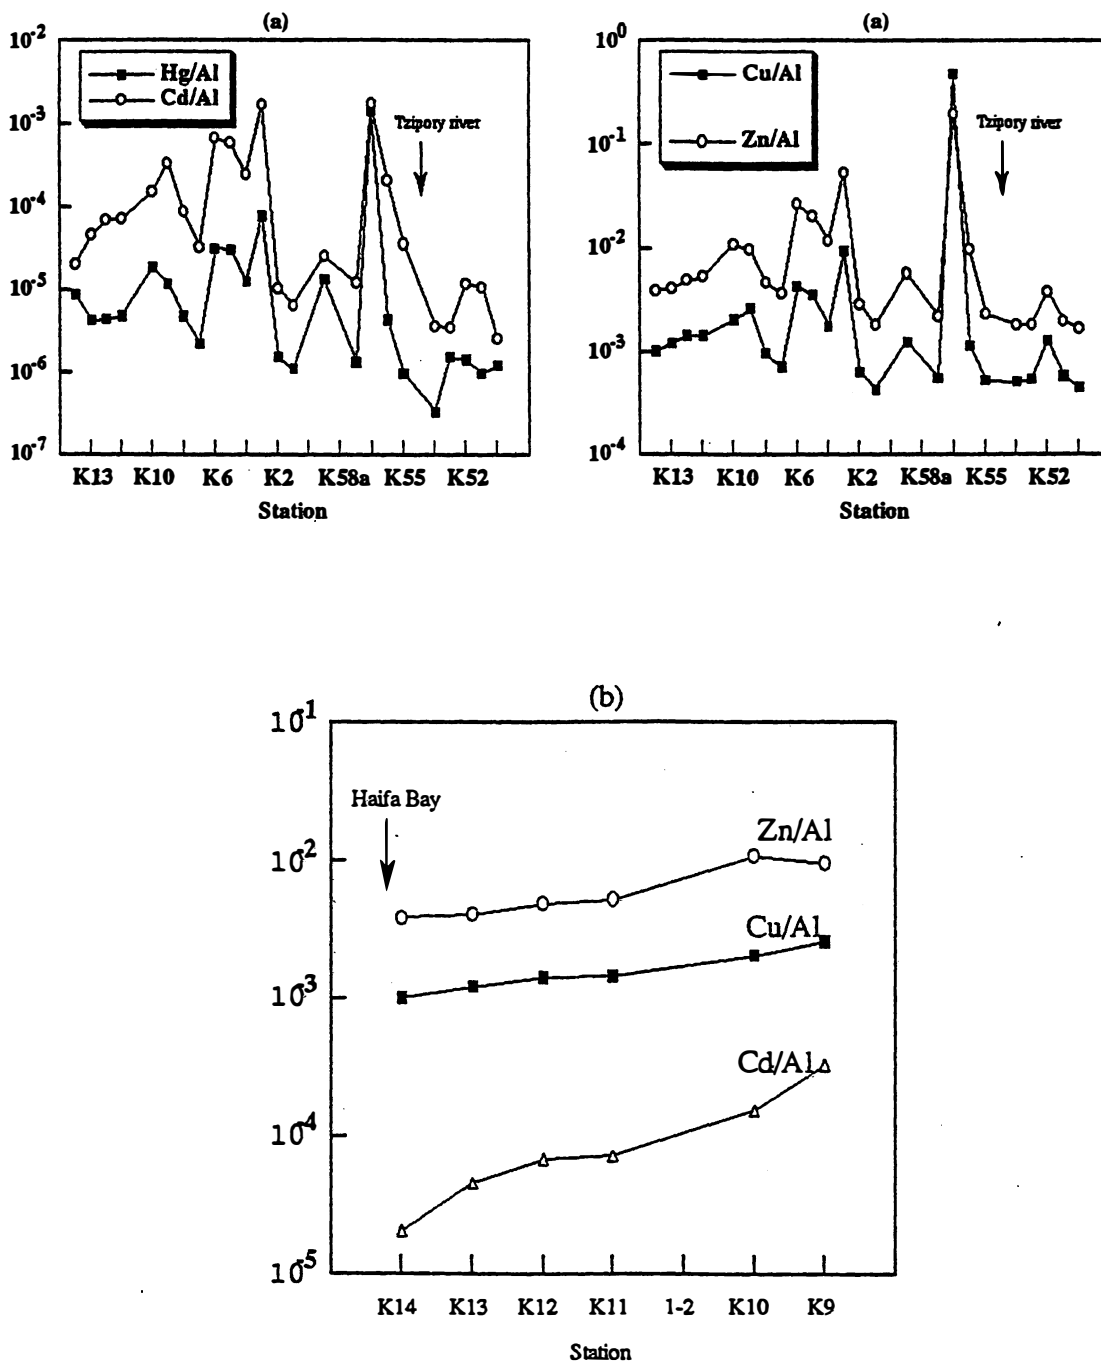 (a)
10-2
10-3
10-4
10-5
10-6
10-7
Hg/Al
Cd/Al
Tzipory river
K13 K10 K6 K2 K58a K55 K52
Station
(a)
100
10-1
10-2
10-3
10-4
Cu/Al
Zn/Al
Tzipory river
K13 K10 K6 K2 K58a K55 K52
Station
(b)
10-1
10-2
10-3
10-4
10-5
Haifa Bay
Zn/Al
Cu/Al
Cd/Al
K14 K13 K12 K11 1-2 K10 K9
Station